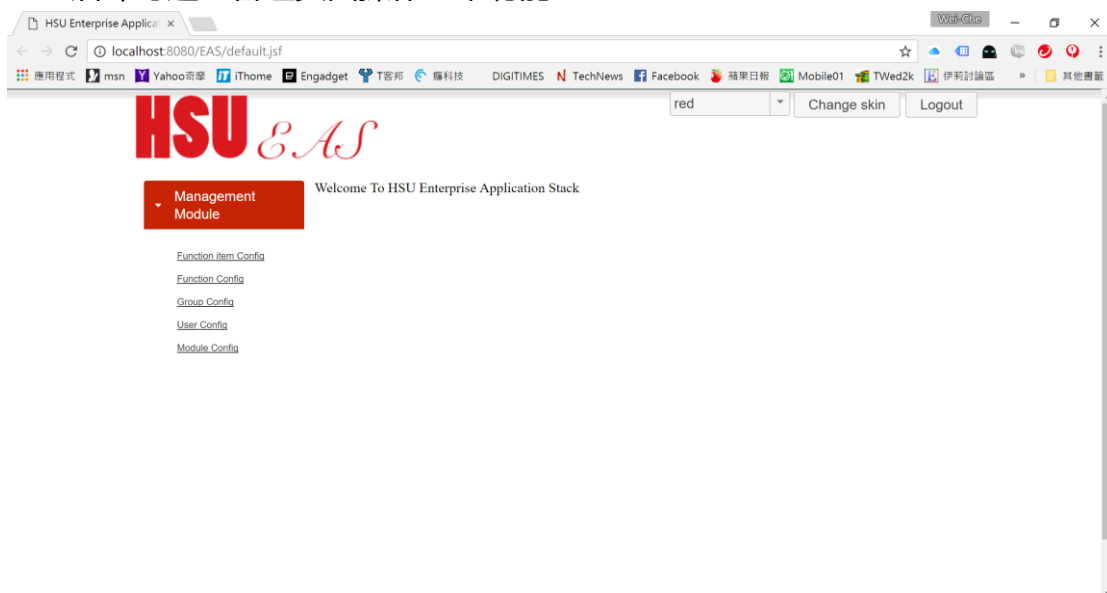 HSU Enterprise Applicat
Wei-Che
localhost:8080/EAS/default.jsf
應用程式 msn Yahoo奇摩 iThome Engadget T客邦 癮科技 DIGITIMES TechNews Facebook 蘋果日報 Mobile01 TWed2k 伊莉討論區 » 其他書籤
HSU EAS
red Change skin Logout
Management
Module
Welcome To HSU Enterprise Application Stack
Function item Config
Function Config
Group Config
User Config
Module Config